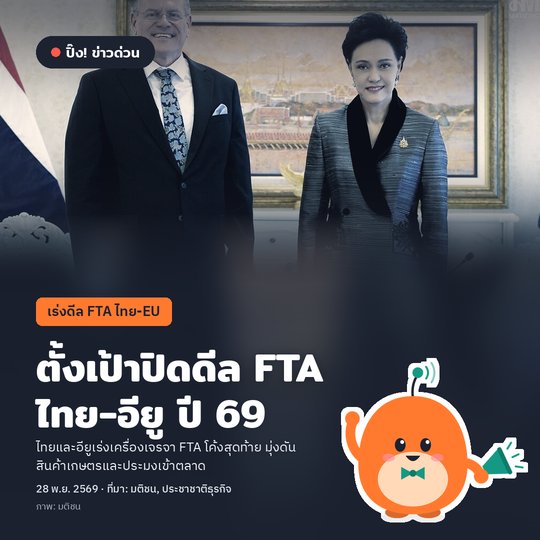 ปิ๊ง! ข่าวด่วน
เร่งดีล FTA ไทย-EU
ตั้งเป้าปิดดีล FTA
ไทย-อียู ปี 69
ไทยและอียูเร่งเครื่องเจรจา FTA โค้งสุดท้าย มุ่งดัน
สินค้าเกษตรและประมงเข้าตลาด
28 พ.ย. 2569 · ที่มา: มติชน, ประชาชาติธุรกิจ
ภาพ: มติชน